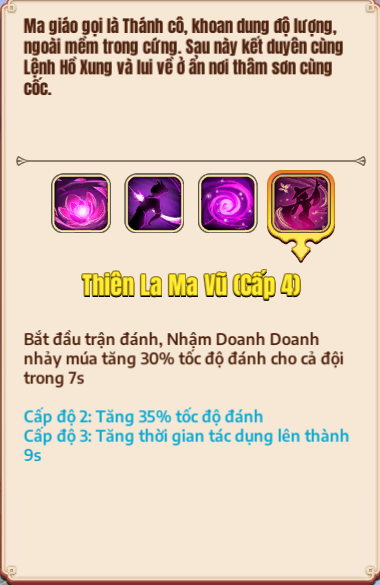 Ma giáo gọi là Thánh cô, khoan dung độ lượng,
ngoài mềm trong cứng. Sau này kết duyên cùng
Lệnh Hồ Xung và lui về ở ẩn nơi thâm sơn cùng
cốc.
Thiên La Ma Vũ (Cấp 4)
Bắt đầu trận đánh, Nhậm Doanh Doanh
nhảy múa tăng 30% tốc độ đánh cho cả đội
trong 7s
Cấp độ 2: Tăng 35% tốc độ đánh
Cấp độ 3: Tăng thời gian tác dụng lên thành
9s